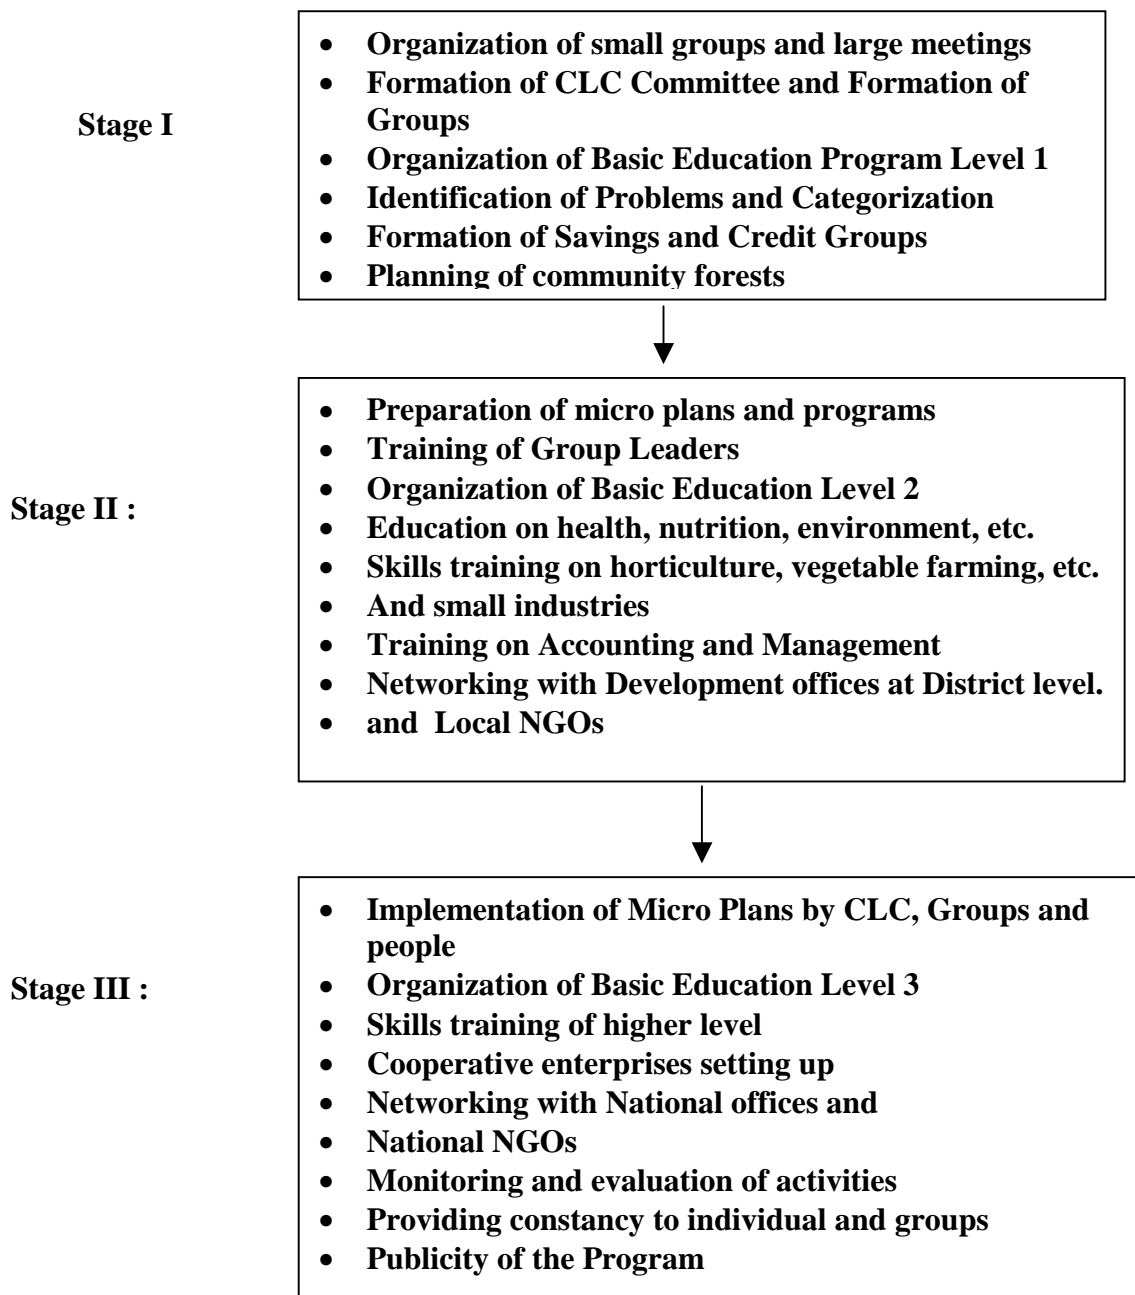 • Organization of small groups and large meetings
• Formation of CLC Committee and Formation of
Groups
Stage I
• Organization of Basic Education Program Level 1
• Identification of Problems and Categorization
• Formation of Savings and Credit Groups
• Planning of community forests
• Preparation of micro plans and programs
• Training of Group Leaders
Stage II :
• Organization of Basic Education Level 2
• Education on health, nutrition, environment, etc.
• Skills training on horticulture, vegetable farming, etc.
• And small industries
• Training on Accounting and Management
• Networking with Development offices at District level.
• and Local NGOs
• Implementation of Micro Plans by CLC, Groups and
people
Stage III :
• Organization of Basic Education Level 3
• Skills training of higher level
• Cooperative enterprises setting up
• Networking with National offices and
• National NGOs
• Monitoring and evaluation of activities
• Providing constancy to individual and groups
• Publicity of the Program